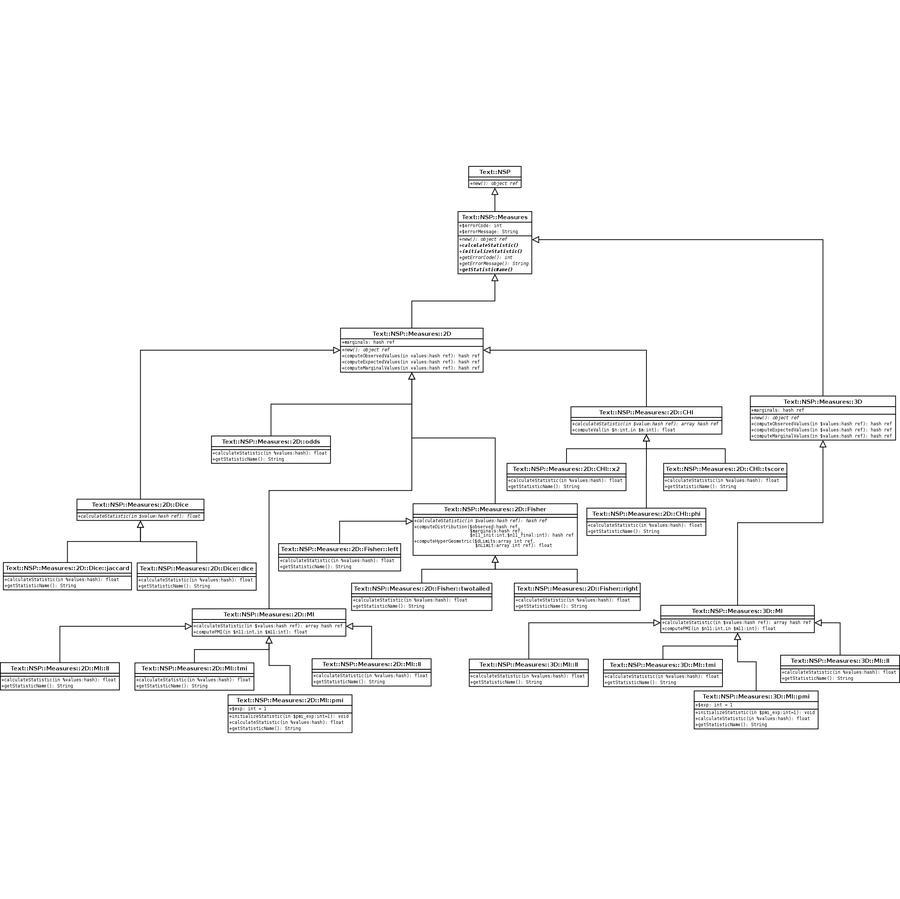 Text::NSP
+new(): object ref
Text::NSP::Measures
+$errorCode: int
+$errorMessage: String
+new(): object ref
+calculateStatistic()
+initializeStatistic()
+getErrorCode(): int
+getErrorMessage(): String
+getStatisticName()
Text::NSP::Measures::2D
+marginals: hash ref
+new(): object ref
+computeObservedValues(in values:hash ref): hash ref
+computeExpectedValues(in values:hash ref): hash ref
+computeMarginalValues(in values:hash ref): hash ref
Text::NSP::Measures::3D
+marginals: hash ref
+new(): object ref
+computeObservedValues(in values:hash ref): hash ref
+computeExpectedValues(in values:hash ref): hash ref
+computeMarginalValues(in values:hash ref): hash ref
Text::NSP::Measures::2D::CHI
+calculateStatistic(in $value:hash ref): array hash ref
+computeVal(in $n:int,in $m:int): float
Text::NSP::Measures::2D::odds
+calculateStatistic(in %values:hash): float
+getStatisticName(): String
Text::NSP::Measures::2D::CHI::x2
+calculateStatistic(in %values:hash): float
+getStatisticName(): String
Text::NSP::Measures::2D::CHI::tscore
+calculateStatistic(in %values:hash): float
+getStatisticName(): String
Text::NSP::Measures::2D::Dice
+calculateStatistic(in $value:hash ref): float
Text::NSP::Measures::2D::Fisher
+calculateStatistic(in $values:hash ref): hash ref
+computeDistribution($observed:hash ref,
$marginals:hash ref,
$n11_init:int,$n11_final:int): hash ref
+computeHyperGeometric($dLimits:array int ref,
$nLimit:array int ref): float
Text::NSP::Measures::2D::CHI::phi
+calculateStatistic(in %values:hash): float
+getStatisticName(): String
Text::NSP::Measures::2D::Fisher::left
+calculateStatistic(in %values:hash): float
+getStatisticName(): String
Text::NSP::Measures::2D::Dice::jaccard
+calculateStatistic(in %values:hash): float
+getStatisticName(): String
Text::NSP::Measures::2D::Dice::dice
+calculateStatistic(in %values:hash): float
+getStatisticName(): String
Text::NSP::Measures::2D::Fisher::twotailed
+calculateStatistic(in %values:hash): float
+getStatisticName(): String
Text::NSP::Measures::2D::Fisher::right
+calculateStatistic(in %values:hash): float
+getStatisticName(): String
Text::NSP::Measures::2D::MI
+calculateStatistic(in $values:hash ref): array hash ref
+computePMI(in $n11:int,in $m11:int): float
Text::NSP::Measures::3D::MI
+calculateStatistic(in $values:hash ref): array hash ref
+computePMI(in $n11:int,in $m11:int): float
Text::NSP::Measures::2D::MI::ll
+calculateStatistic(in %values:hash): float
+getStatisticName(): String
Text::NSP::Measures::2D::MI::tmi
+calculateStatistic(in %values:hash): float
+getStatisticName(): String
Text::NSP::Measures::2D::MI::ll
+calculateStatistic(in %values:hash): float
+getStatisticName(): String
Text::NSP::Measures::3D::MI::ll
+calculateStatistic(in %values:hash): float
+getStatisticName(): String
Text::NSP::Measures::3D::MI::tmi
+calculateStatistic(in %values:hash): float
+getStatisticName(): String
Text::NSP::Measures::3D::MI::ll
+calculateStatistic(in %values:hash): float
+getStatisticName(): String
Text::NSP::Measures::2D::MI::pmi
+$exp: int = 1
+initializeStatistic(in $pmi_exp:int=1): void
+calculateStatistic(in %values:hash): float
+getStatisticName(): String
Text::NSP::Measures::3D::MI::pmi
+$exp: int = 1
+initializeStatistic(in $pmi_exp:int=1): void
+calculateStatistic(in %values:hash): float
+getStatisticName(): String